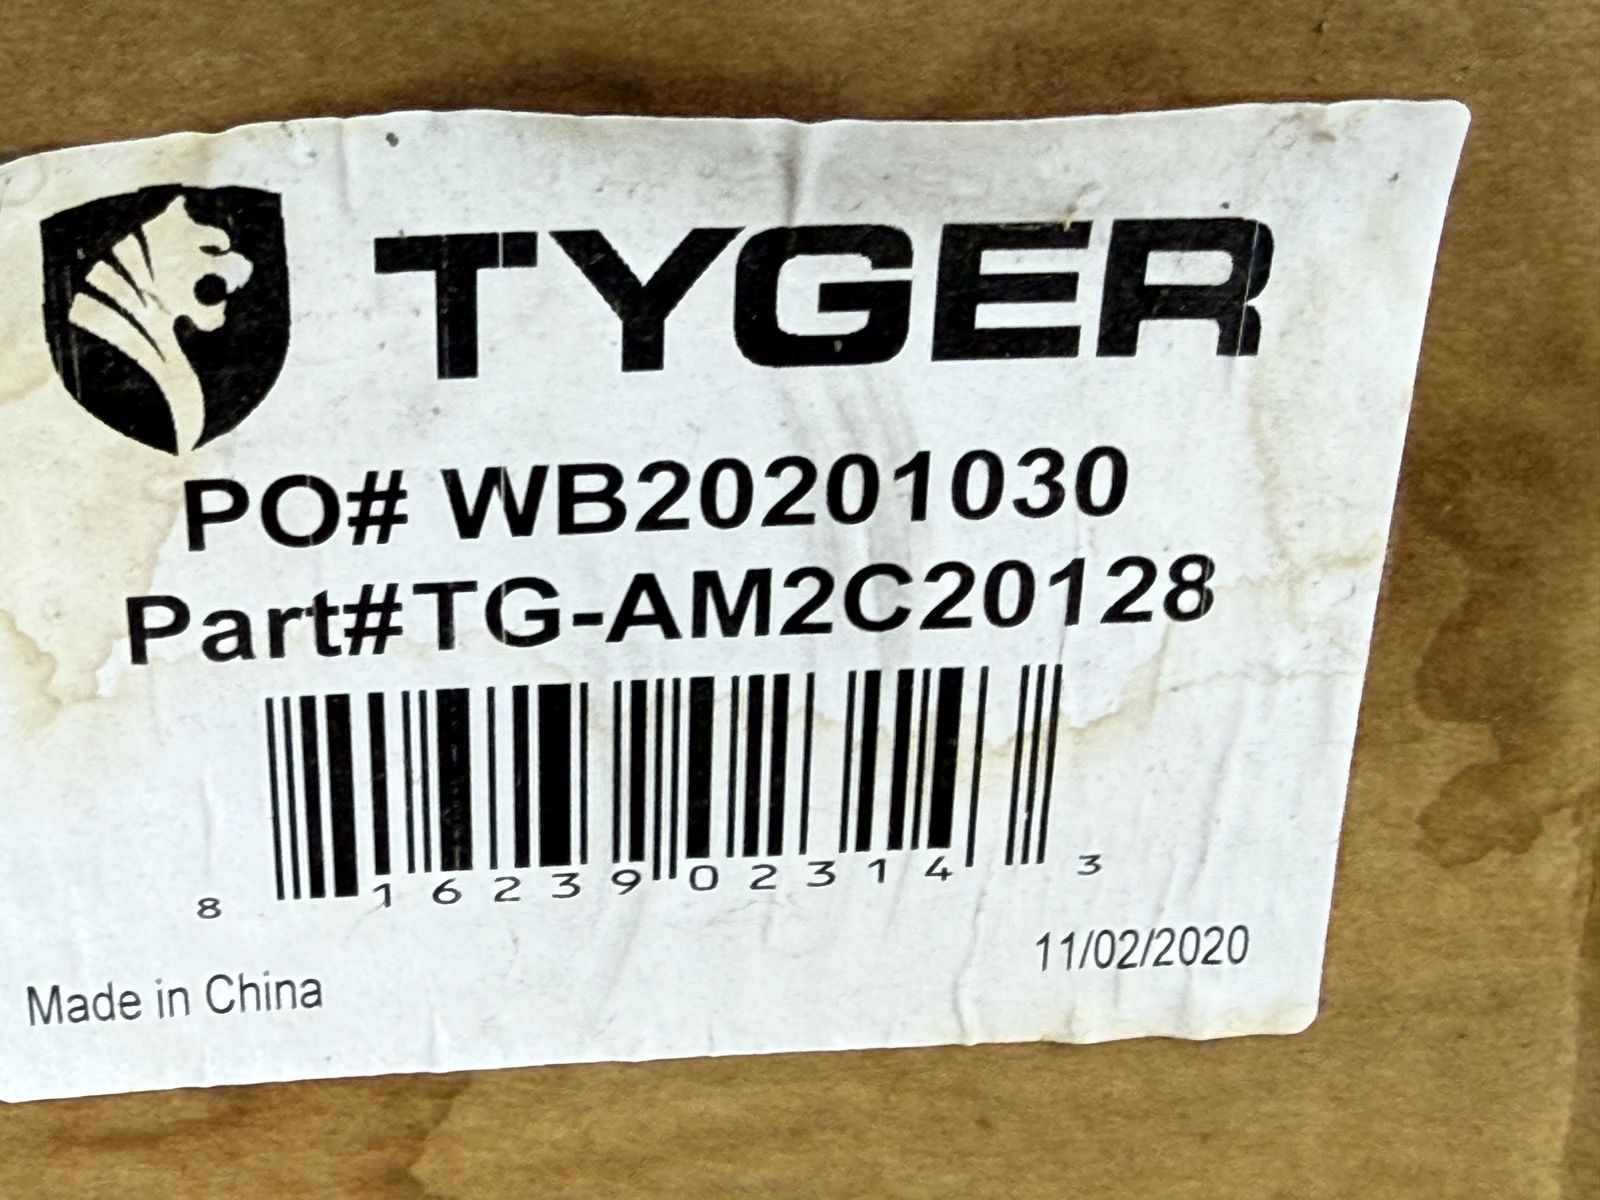 TYGER
PO# WB20201030
Part#TG-AM2C20128
8 16239 02314 3
11/02/2020
Made in China